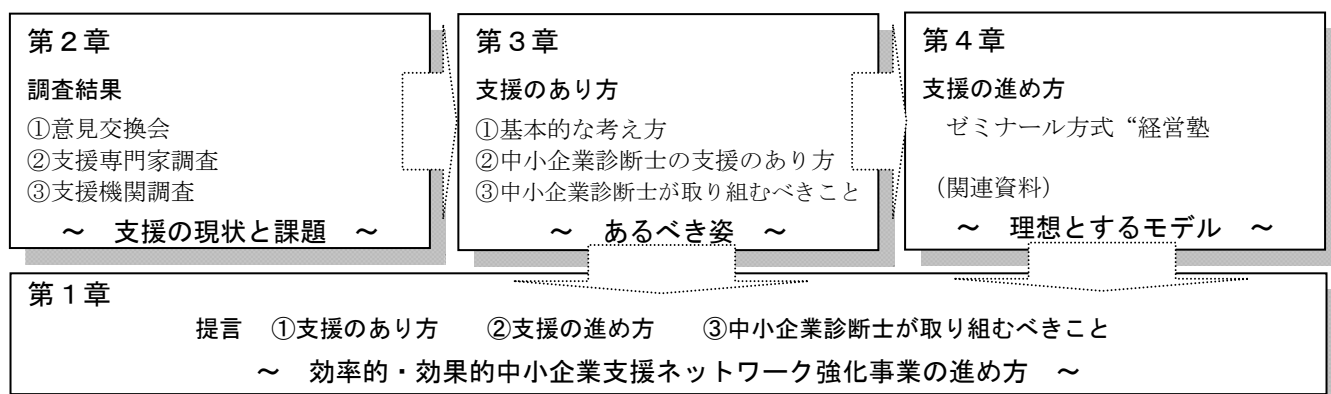 第２章
調査結果
①意見交換会
②支援専門家調査
③支援機関調査
～　支援の現状と課題　～
第３章
支援のあり方
①基本的な考え方
②中小企業診断士の支援のあり方
③中小企業診断士が取り組むべきこと
～　あるべき姿　～
第４章
支援の進め方
ゼミナール方式“経営塾
（関連資料）
～　理想とするモデル　～
第１章
提言　①支援のあり方　②支援の進め方　③中小企業診断士が取り組むべきこと
～　効率的・効果的中小企業支援ネットワーク強化事業の進め方　～